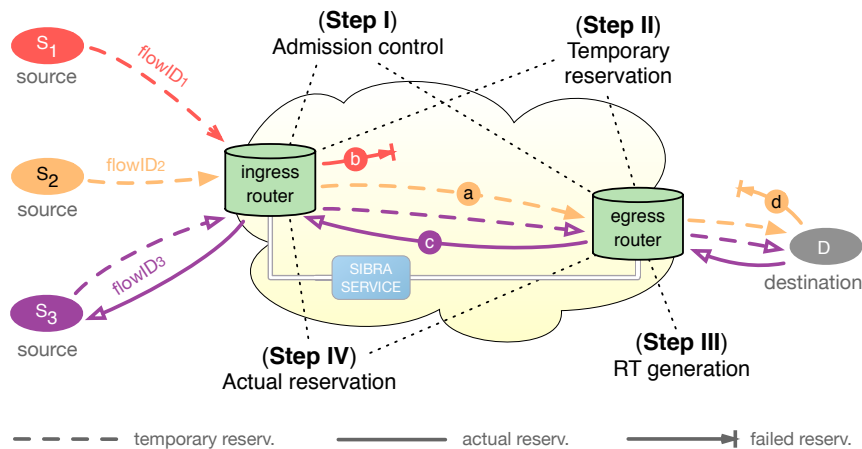 (Step I)
Admission control
(Step II)
Temporary
reservation
S1
source
flowID1
S2
source
flowID2
ingress
router
b
a
c
egress
router
d
D
destination
SIBRA
SERVICE
S3
source
flowID3
(Step IV)
Actual reservation
(Step III)
RT generation
temporary reserv.
actual reserv.
failed reserv.